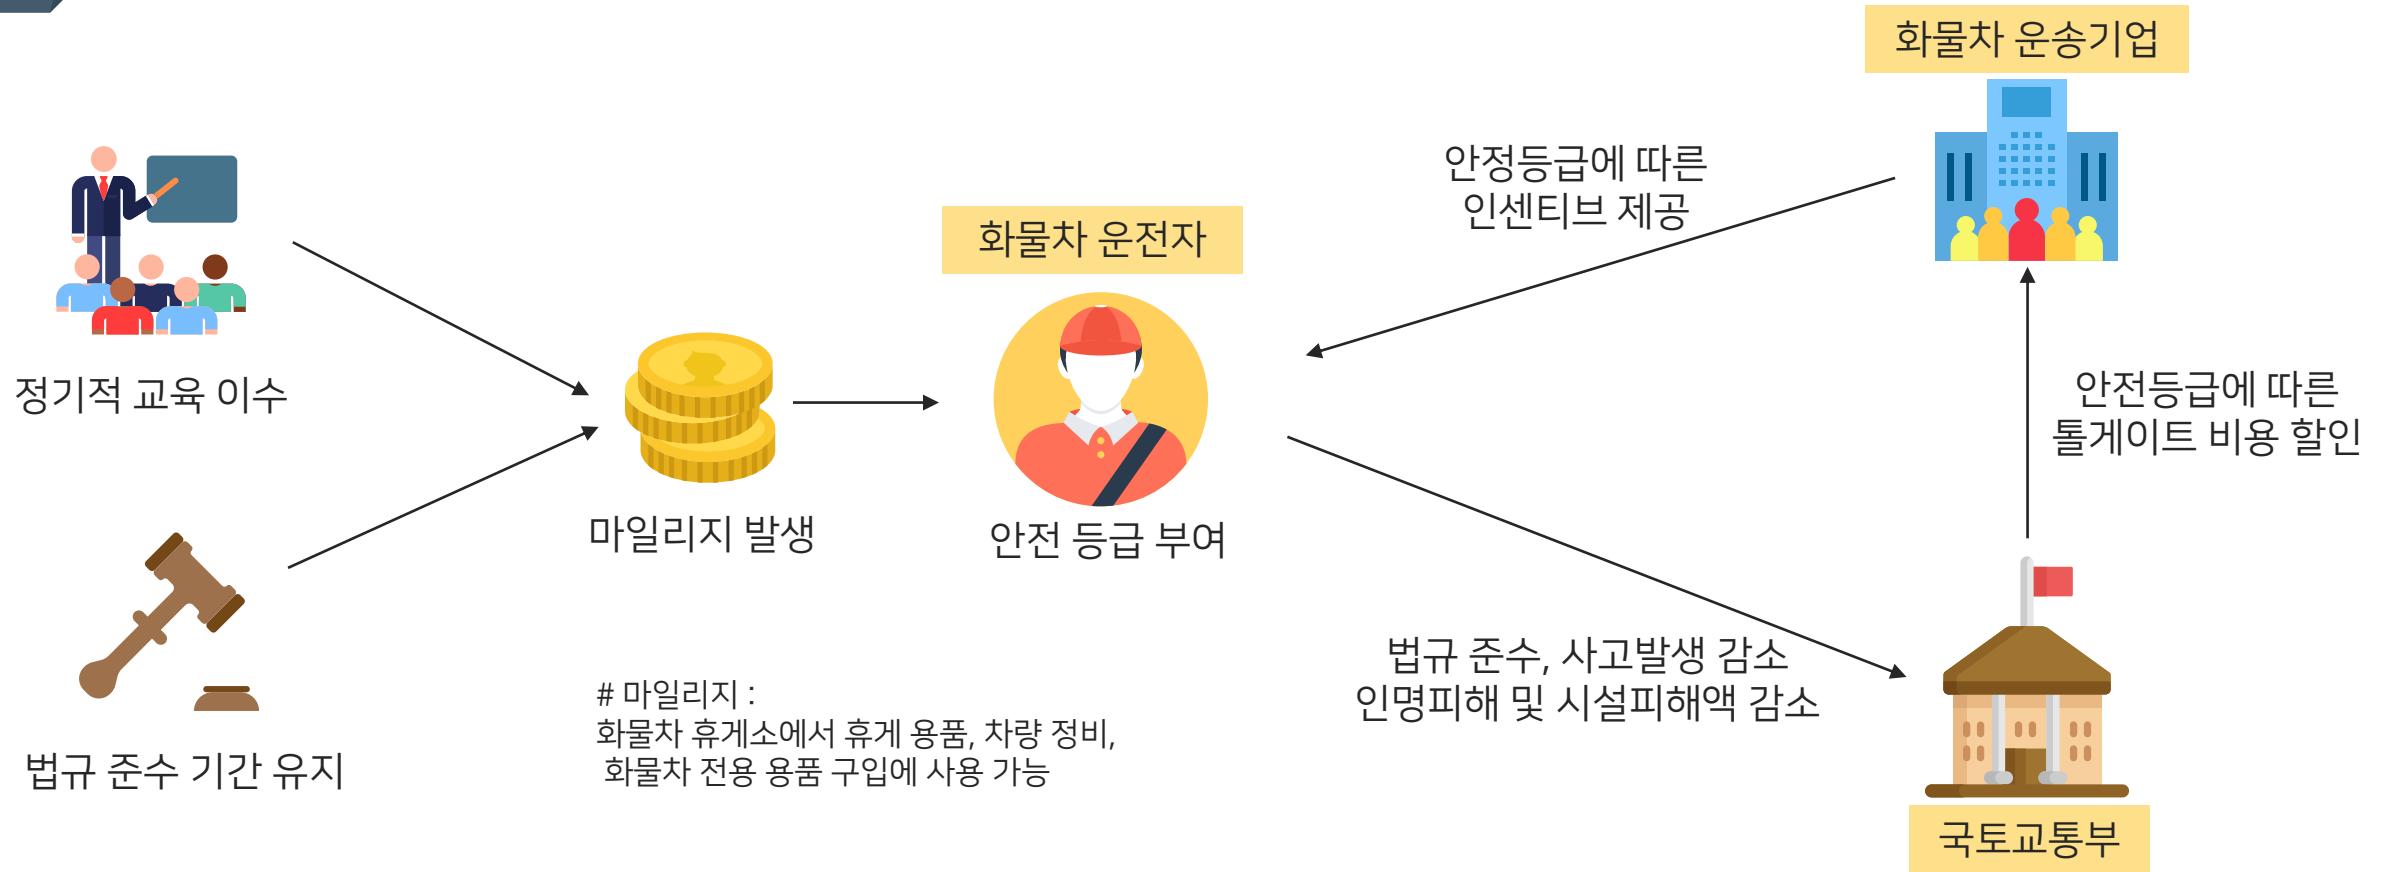 화물차 운송기업
안정등급에 따른
인센티브 제공
화물차 운전자
정기적 교육 이수
안전등급에 따른
톨게이트 비용 할인
마일리지 발생
안전 등급 부여
법규 준수, 사고발생 감소
인명피해 및 시설피해액 감소
# 마일리지 :
화물차 휴게소에서 휴게 용품, 차량 정비,
화물차 전용 용품 구입에 사용 가능
법규 준수 기간 유지
국토교통부